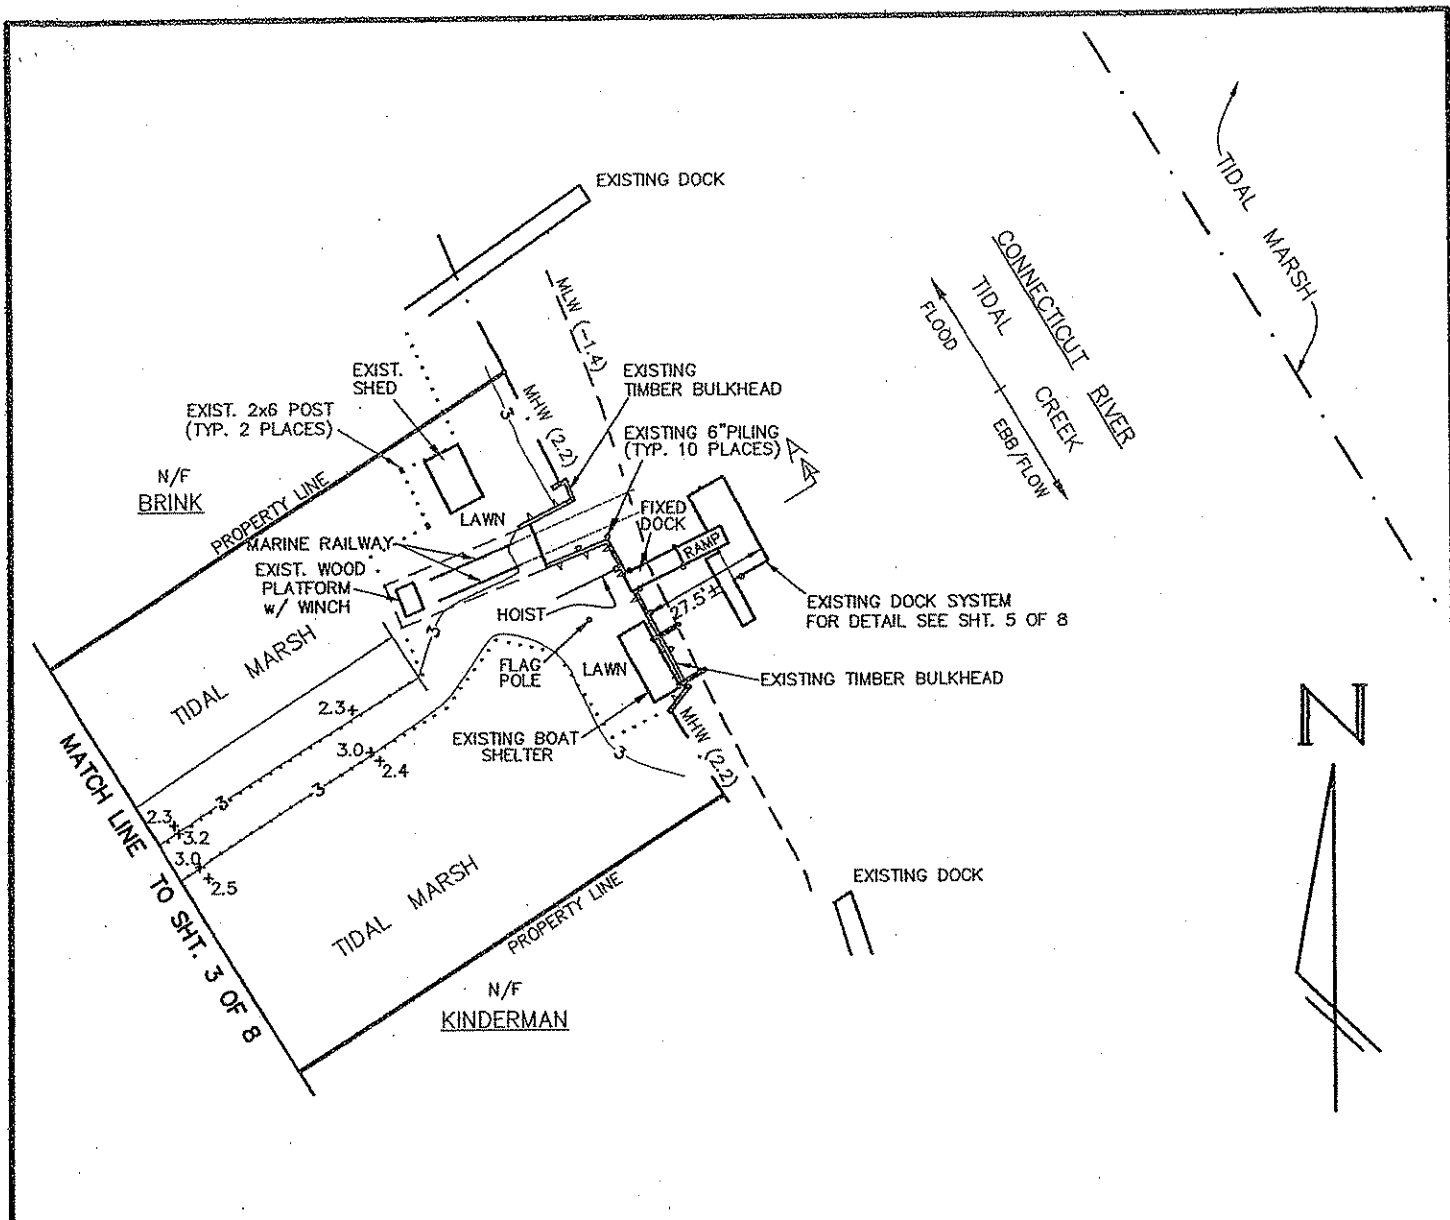 EXISTING DOCK
TIDAL MARSH
CONNECTICUT RIVER
TIDAL CREEK
FLOOD
EBB/FLOW
MLW (-1.4)
EXIST.
SHED
EXISTING
TIMBER BULKHEAD
EXIST. 2x6 POST
(TYP. 2 PLACES)
3
MHW (2.2)
EXISTING 6"PILING
(TYP. 10 PLACES)
A
N/F
BRINK
PROPERTY LINE
LAWN
FIXED
DOCK
RAMP
MARINE RAILWAY
EXIST. WOOD
PLATFORM
w/ WINCH
HOIST
27.5'±
EXISTING DOCK SYSTEM
FOR DETAIL SEE SHT. 5 OF 8
3
TIDAL MARSH
FLAG
POLE
LAWN
EXISTING TIMBER BULKHEAD
N
2.3+
EXISTING BOAT
SHELTER
MHW (2.2)
3.0+
×2.4
3
3
3
2.3×
+3.2
3.0
+
×2.5
MATCH LINE TO SHT. 3 OF 8
TIDAL MARSH
PROPERTY LINE
EXISTING DOCK
N/F
KINDERMAN